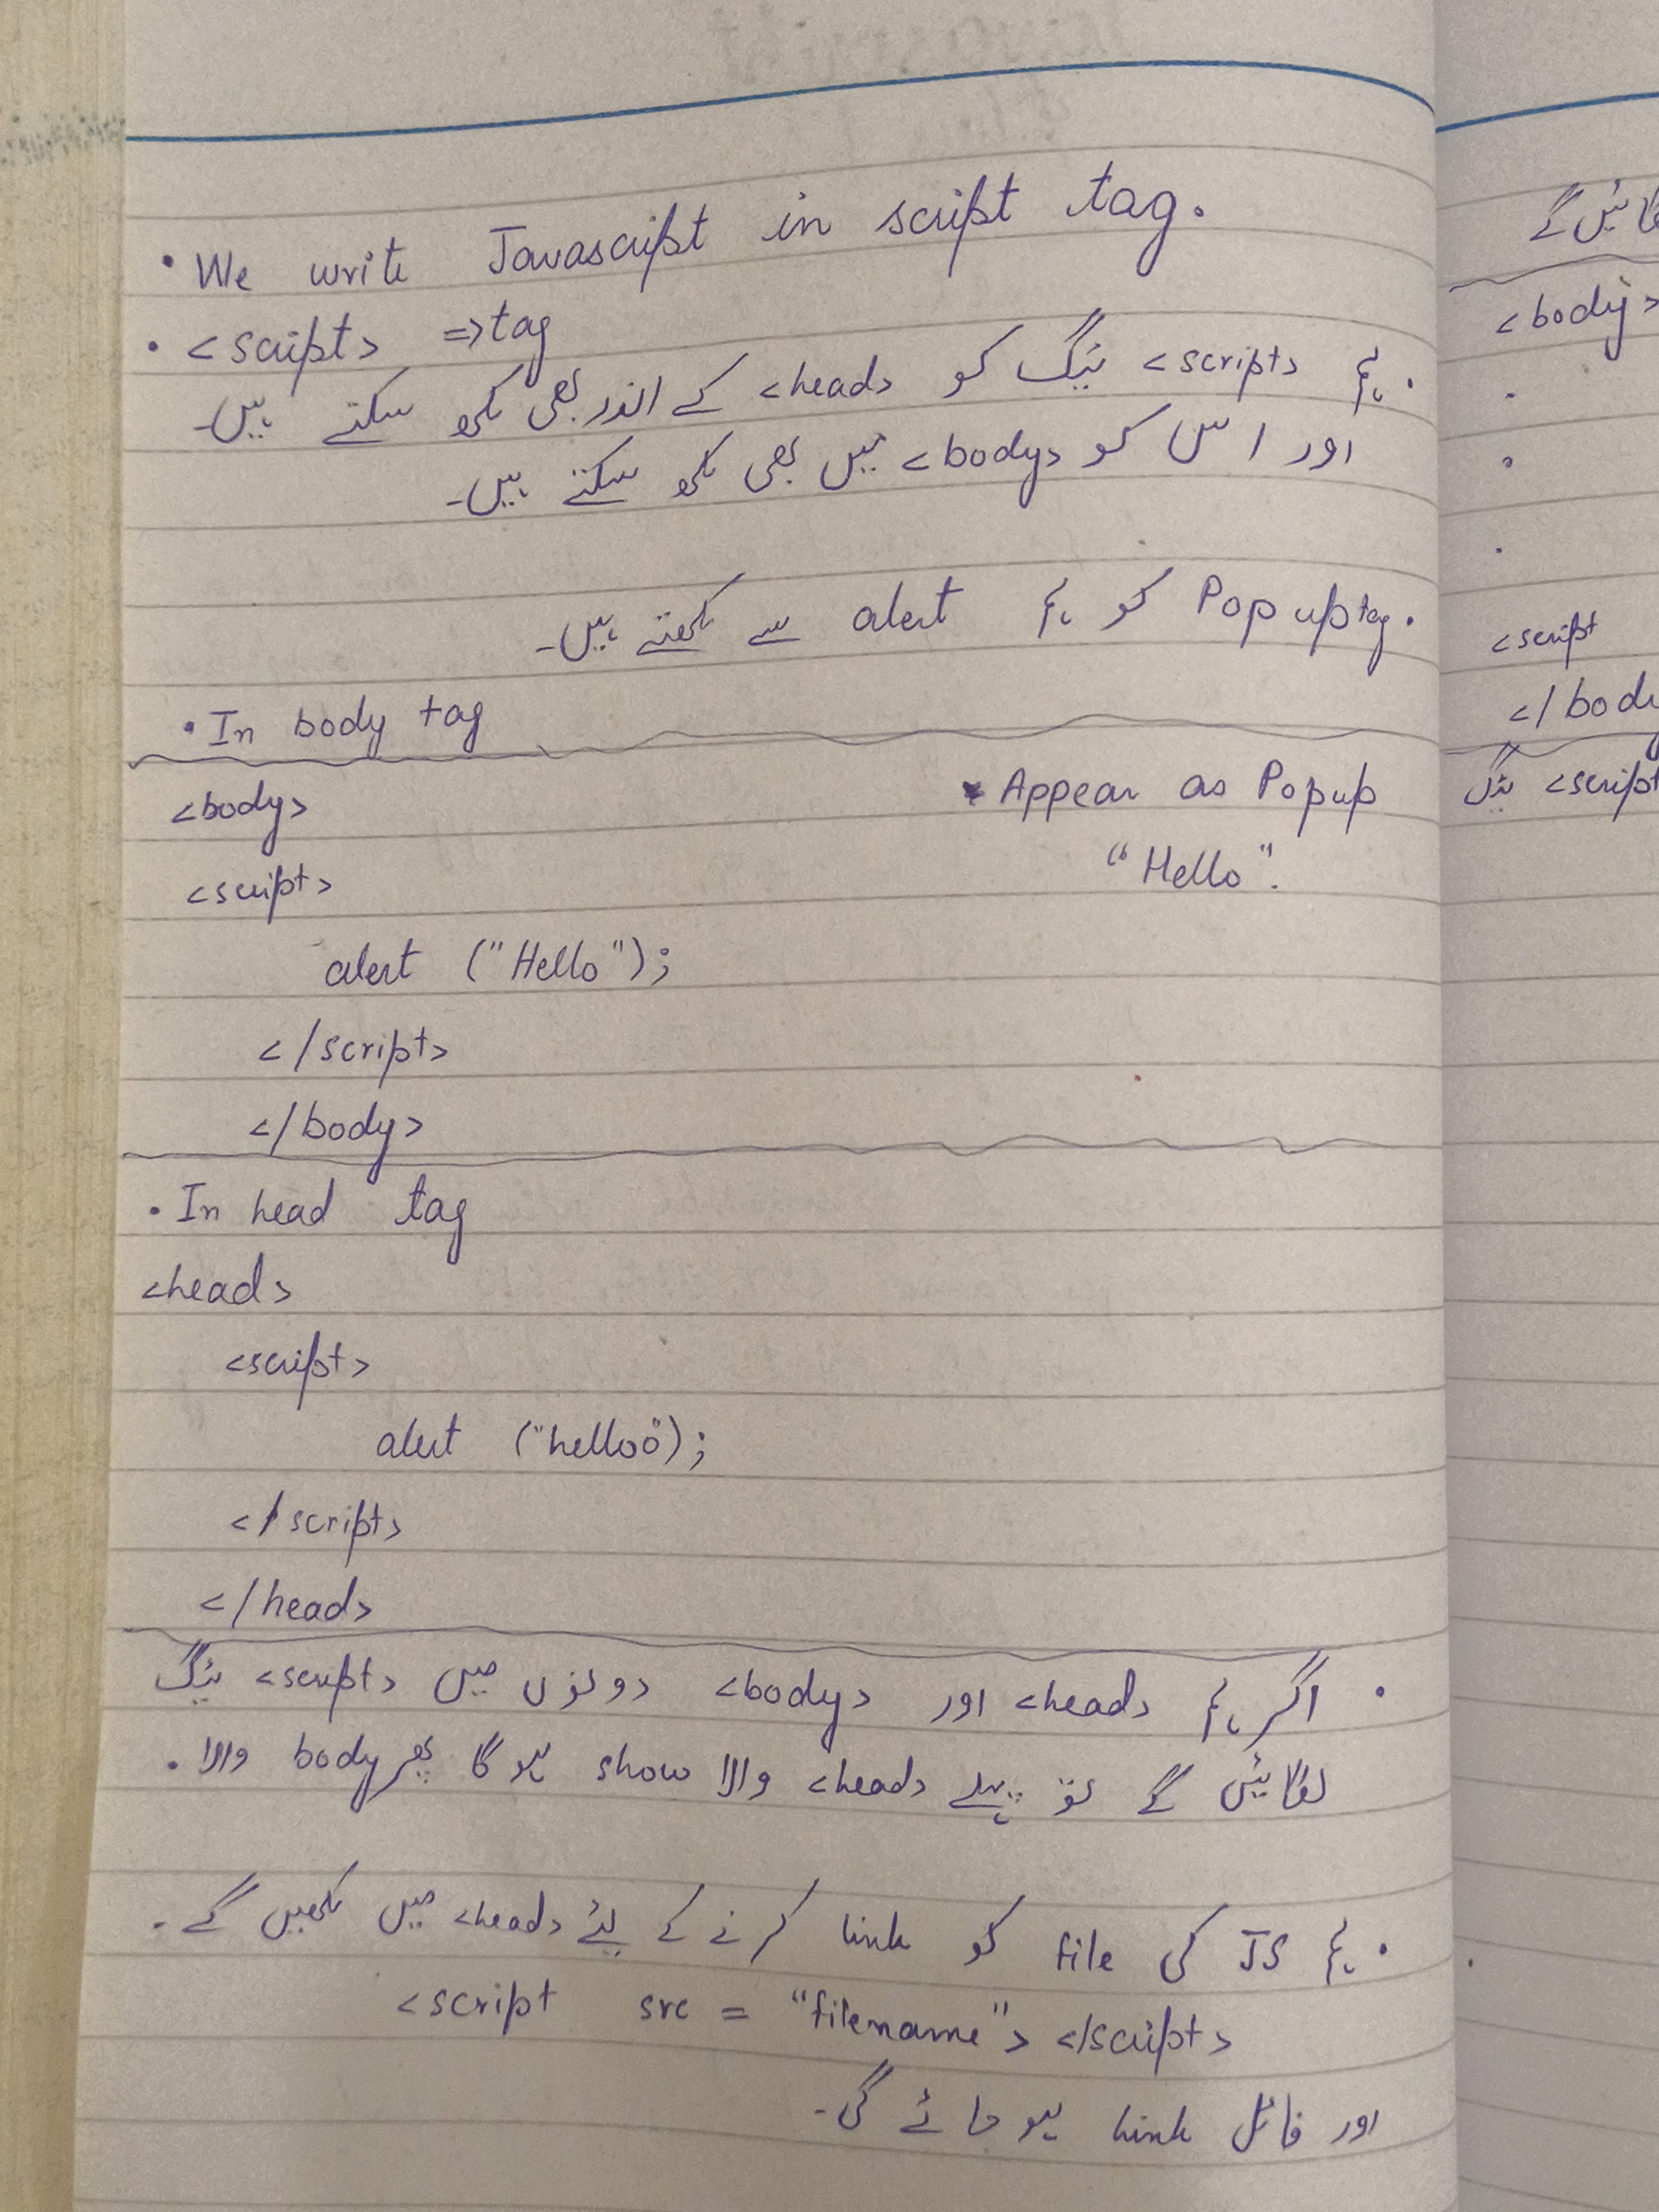 • We write Javascript in script tag.
• <script> => tag
• ہم <script> ٹیگ کو <head> کے اندر بھی لکھ سکتے ہیں۔
اور اس کو <body> میں بھی لکھ سکتے ہیں۔
• Pop up tag کو ہم alert سے لکھتے ہیں۔
• In body tag
<body>
* Appear as Popup
"Hello".
<script>
alert ("Hello");
</script>
</body>
• In head tag
<head>
<script>
alert ("helloo");
</script>
</head>
• اگر ہم <head> اور <body> دونوں میں <script> ٹیگ
لگائیں گے تو پہلے <head> والا show ہو گا پھر body والا .
• ہم JS کی file کو link کرنے کے لئے <head> میں لکھیں گے۔
<script src = "filename"> </script>
اور فائل link ہو جائے گی۔
گے
<body>
<script
</body
<script ٹیگ